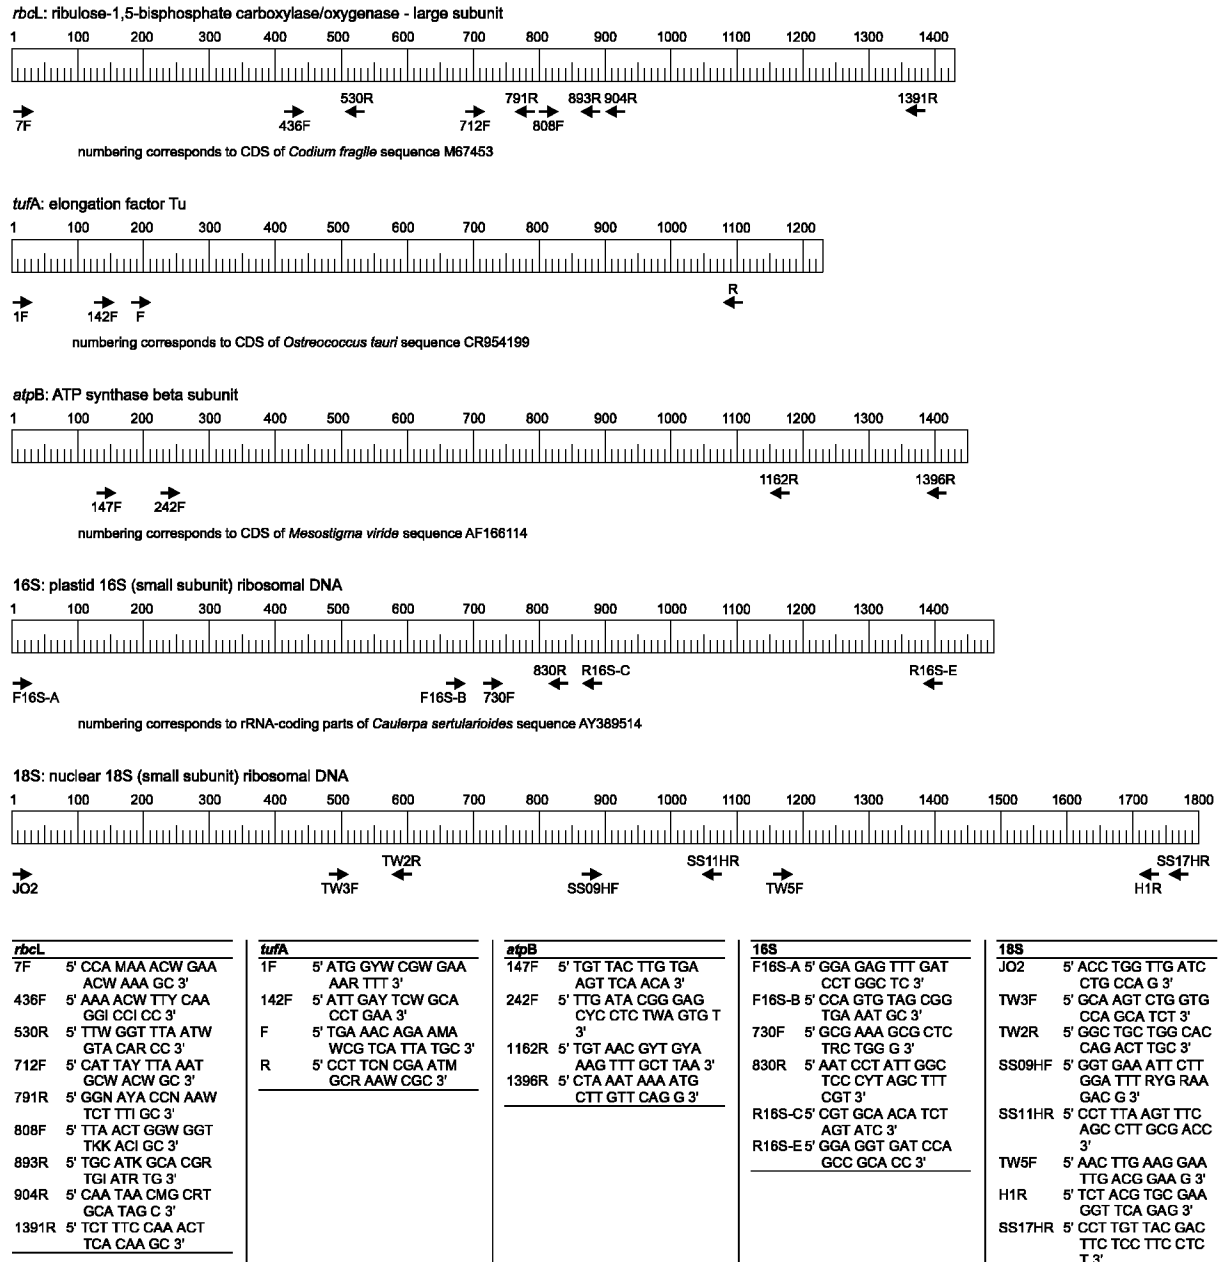 rbcL: ribulose-1,5-bisphosphate carboxylase/oxygenase - large subunit
1 100 200 300 400 500 600 700 800 900 1000 1100 1200 1300 1400
530R 791R 893R 904R 1391R
7F 436F 712F 808F
numbering corresponds to CDS of Codium fragile sequence M67453
tufA: elongation factor Tu
1 100 200 300 400 500 600 700 800 900 1000 1100 1200
R
1F 142F F
numbering corresponds to CDS of Ostreococcus tauri sequence CR954199
atpB: ATP synthase beta subunit
1 100 200 300 400 500 600 700 800 900 1000 1100 1200 1300 1400
1162R 1396R
147F 242F
numbering corresponds to CDS of Mesostigma viride sequence AF166114
16S: plastid 16S (small subunit) ribosomal DNA
1 100 200 300 400 500 600 700 800 900 1000 1100 1200 1300 1400
830R R16S-C R16S-E
F16S-A F16S-B 730F
numbering corresponds to rRNA-coding parts of Caulerpa sertularioides sequence AY389514
18S: nuclear 18S (small subunit) ribosomal DNA
1 100 200 300 400 500 600 700 800 900 1000 1100 1200 1300 1400 1500 1600 1700 1800
TW2R SS11HR SS17HR
JO2 TW3F SS09HF TW5F H1R
rbcL
7F 5' CCA MAA ACW GAA
ACW AAA GC 3'
436F 5' AAA ACW TTY CAA
GGI CCI CC 3'
530R 5' TTW GGT TTA ATW
GTA CAR CC 3'
712F 5' CAT TAY TTA AAT
GCW ACW GC 3'
791R 5' GGN AYA CCN AAW
TCT TTI GC 3'
808F 5' TTA ACT GGW GGT
TKK ACI GC 3'
893R 5' TGC ATK GCA CGR
TGI ATR TG 3'
904R 5' CAA TAA CMG CRT
GCA TAG C 3'
1391R 5' TCT TTC CAA ACT
TCA CAA GC 3'
tufA
1F 5' ATG GYW CGW GAA
AAR TTT 3'
142F 5' ATT GAY TCW GCA
CCT GAA 3'
F 5' TGA AAC AGA AMA
WCG TCA TTA TGC 3'
R 5' CCT TCN CGA ATM
GCR AAW CGC 3'
atpB
147F 5' TGT TAC TTG TGA
AGT TCA ACA 3'
242F 5' TTG ATA CGG GAG
CYC CTC TWA GTG T
3'
1162R 5' TGT AAC GYT GYA
AAG TTT GCT TAA 3'
1396R 5' CTA AAT AAA ATG
CTT GTT CAG G 3'
16S
F16S-A 5' GGA GAG TTT GAT
CCT GGC TC 3'
F16S-B 5' CCA GTG TAG CGG
TGA AAT GC 3'
730F 5' GCG AAA GCG CTC
TRC TGG G 3'
830R 5' AAT CCT ATT GGC
TCC CYT AGC TTT
CGT 3'
R16S-C 5' CGT GCA ACA TCT
AGT ATC 3'
R16S-E 5' GGA GGT GAT CCA
GCC GCA CC 3'
18S
JO2 5' ACC TGG TTG ATC
CTG CCA G 3'
TW3F 5' GCA AGT CTG GTG
CCA GCA TCT 3'
TW2R 5' GGC TGC TGG CAC
CAG ACT TGC 3'
SS09HF 5' GGT GAA ATT CTT
GGA TTT RYG RAA
GAC G 3'
SS11HR 5' CCT TTA AGT TTC
AGC CTT GCG ACC
3'
TW5F 5' AAC TTG AAG GAA
TTG ACG GAA G 3'
H1R 5' TCT ACG TGC GAA
GGT TCA GAG 3'
SS17HR 5' CCT TGT TAC GAC
TTC TCC TTC CTC
T 3'